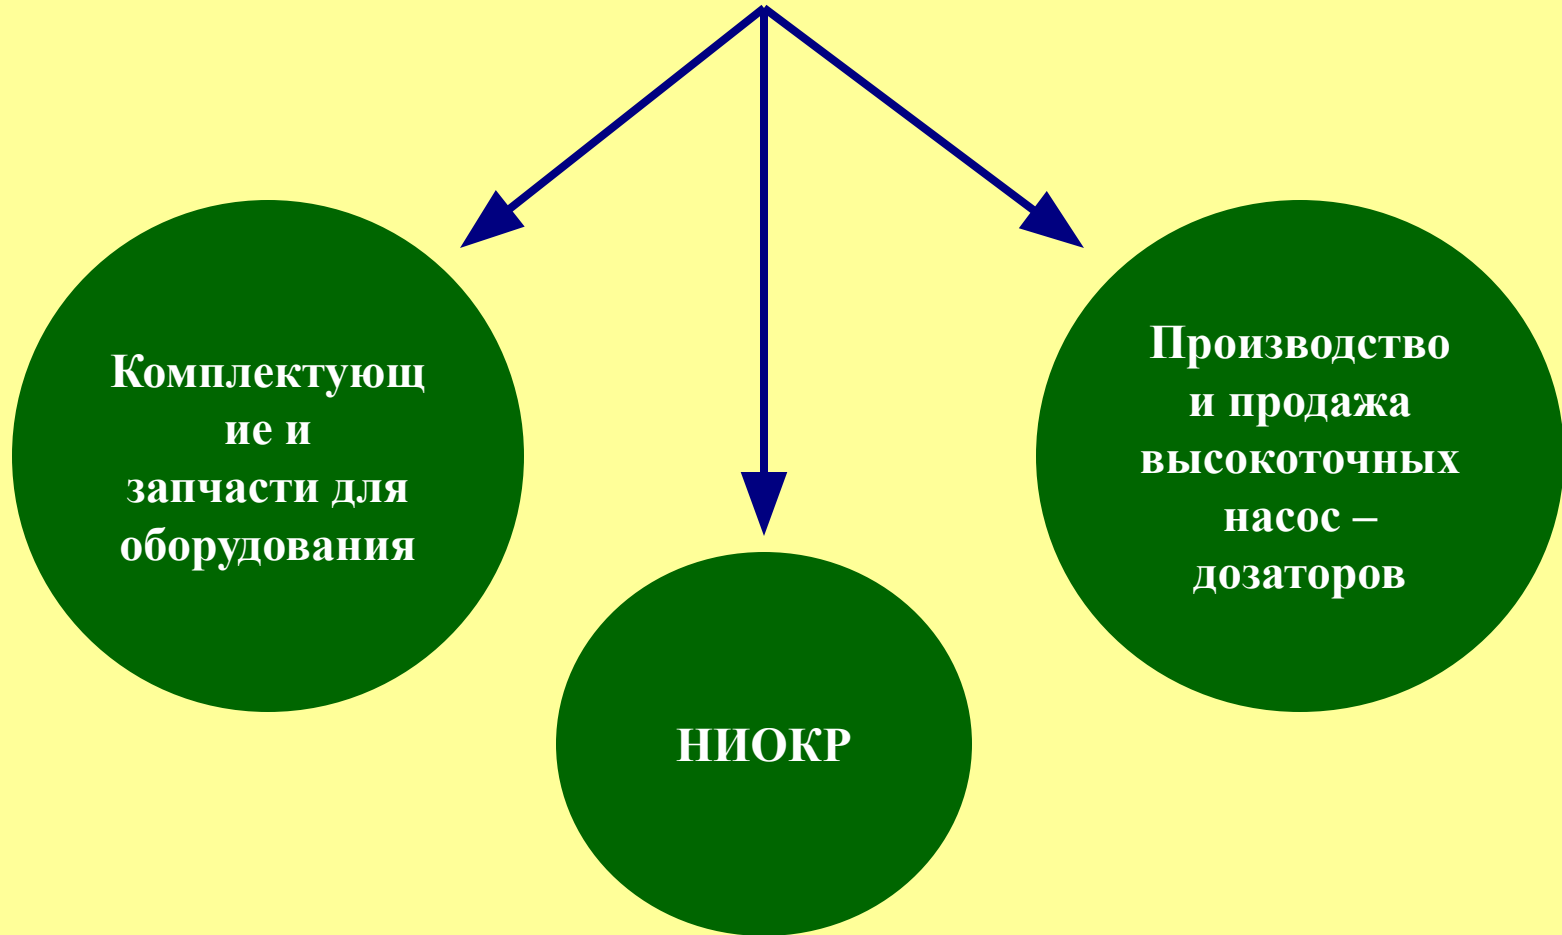 Комплектующ
ие и
запчасти для
оборудования
НИОКР
Производство
и продажа
высокоточных
насос –
дозаторов